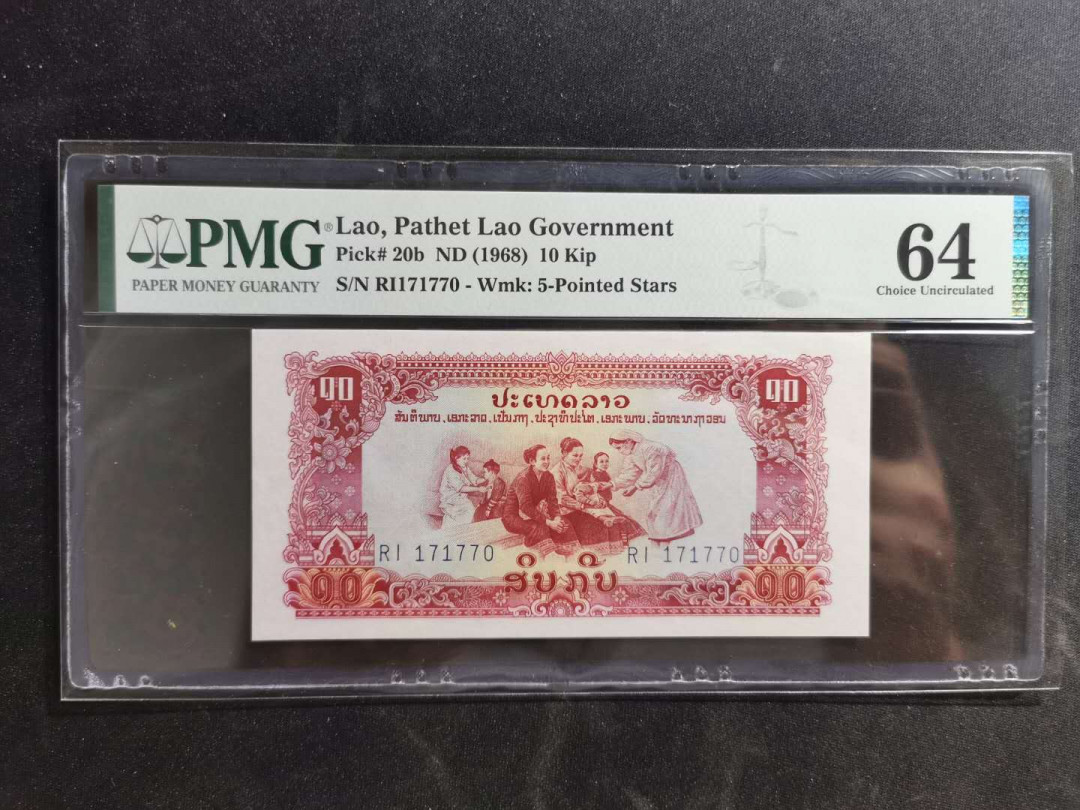 PMG®
PAPER MONEY GUARANTY
Lao, Pathet Lao Government
Pick# 20b ND (1968) 10 Kip
S/N RI171770 - Wmk: 5-Pointed Stars
64
Choice Uncirculated
໑໐ ໑໐
ປະເທດລາວ
RI 171770 RI 171770
ສິບກີບ
໑໐ ໑໐